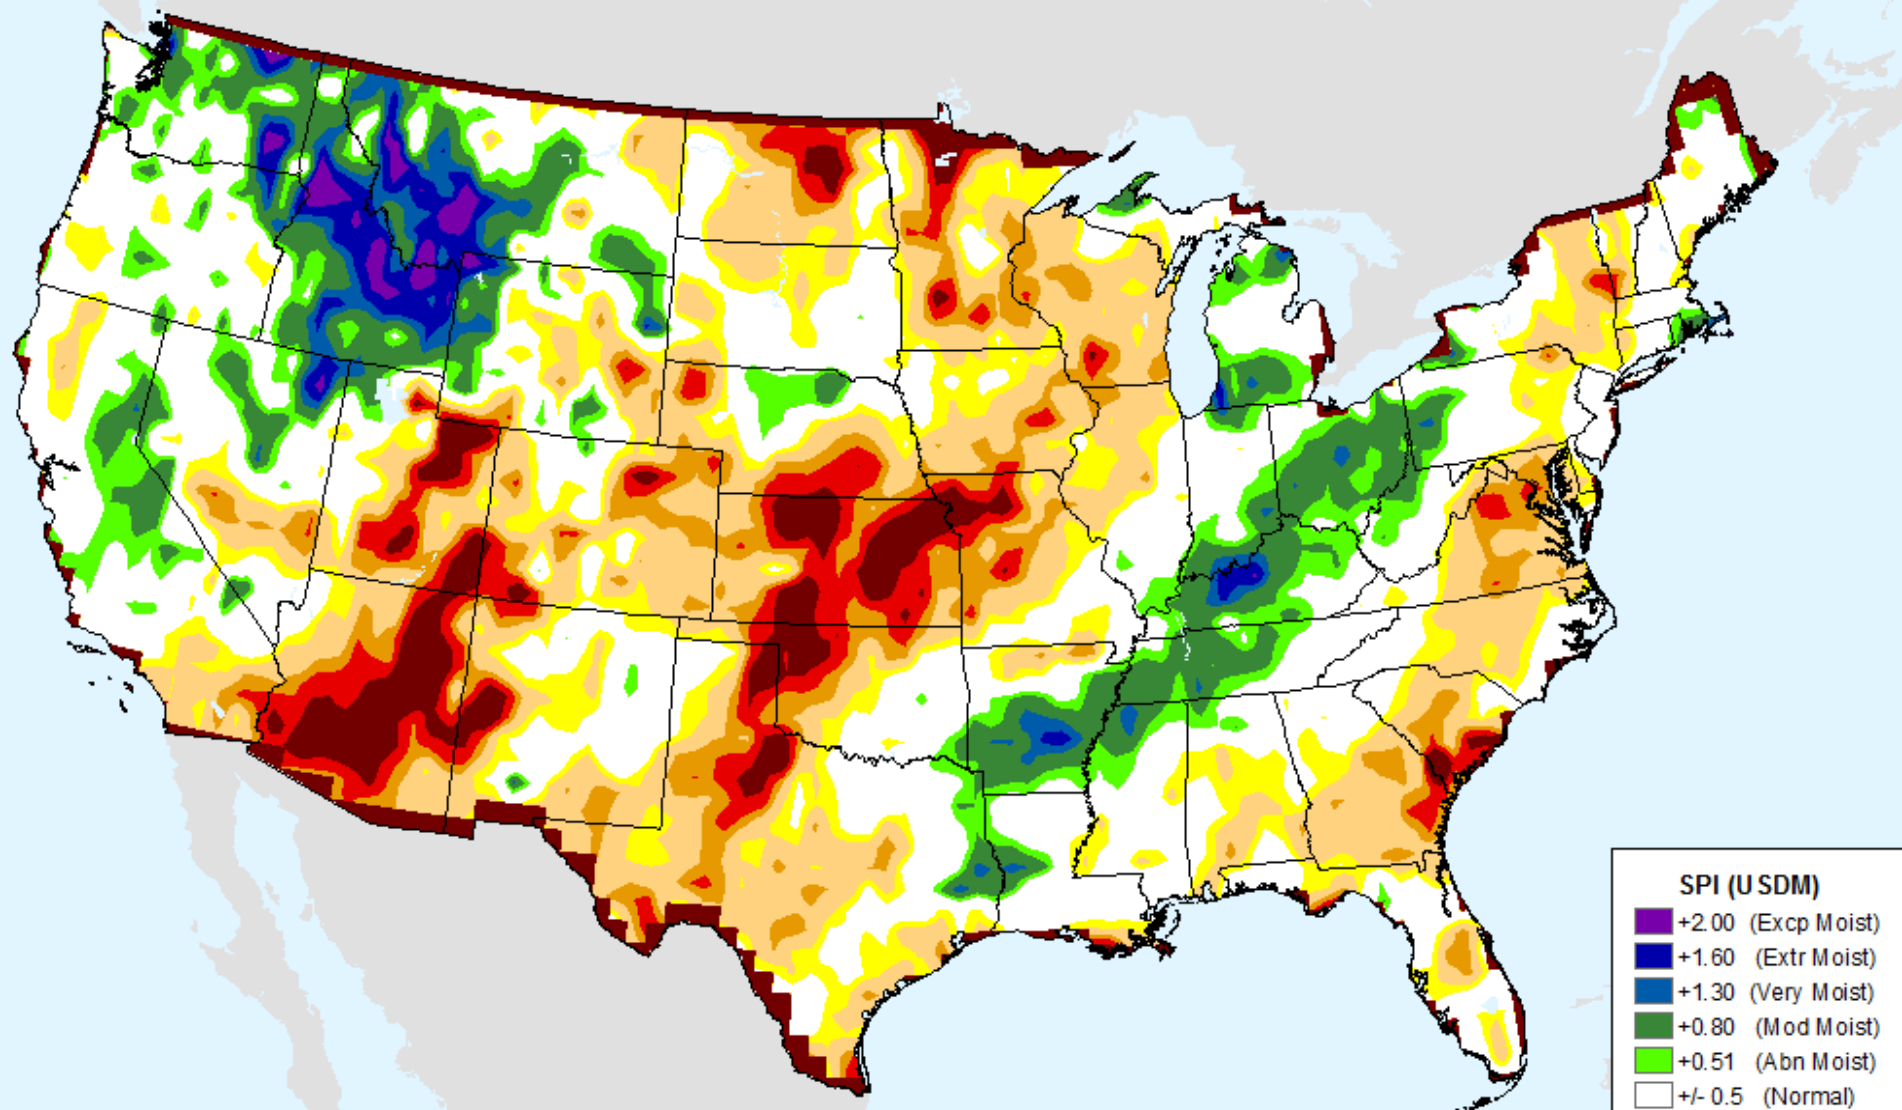 SPI (USDM)
+2.00 (Excp Moist)
+1.60 (Extr Moist)
+1.30 (Very Moist)
+0.80 (Mod Moist)
+0.51 (Abn Moist)
+/- 0.5 (Normal)